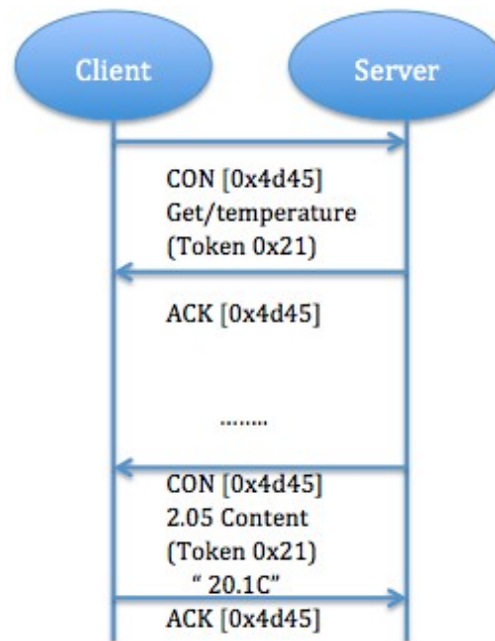 Client
Server
CON [0x4d45]
Get/temperature
(Token 0x21)
ACK [0x4d45]
........
CON [0x4d45]
2.05 Content
(Token 0x21)
“ 20.1C”
ACK [0x4d45]